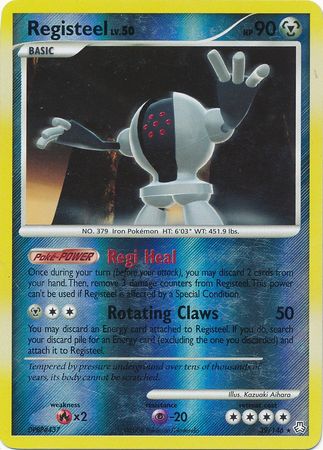 Registeel LV.50 HP 90
BASIC
NO. 379 Iron Pokémon HT: 6'03" WT: 451.9 lbs.
Poké-POWER Regi Heal
Once during your turn (before your attack), you may discard 2 cards
from your hand. Then, remove 3 damage counters from Registeel. This power
can't be used if Registeel is affected by a Special Condition.
Rotating Claws 50
You may discard an Energy card attached to Registeel. If you do, search
your discard pile for an Energy card (excluding the one you discarded) and
attach it to Registeel.
Tempered by pressure underground over tens of thousands of
years, its body cannot be scratched.
Illus. Kazuoki Aihara
weakness resistance retreat cost
x2 -20
39/146 ★